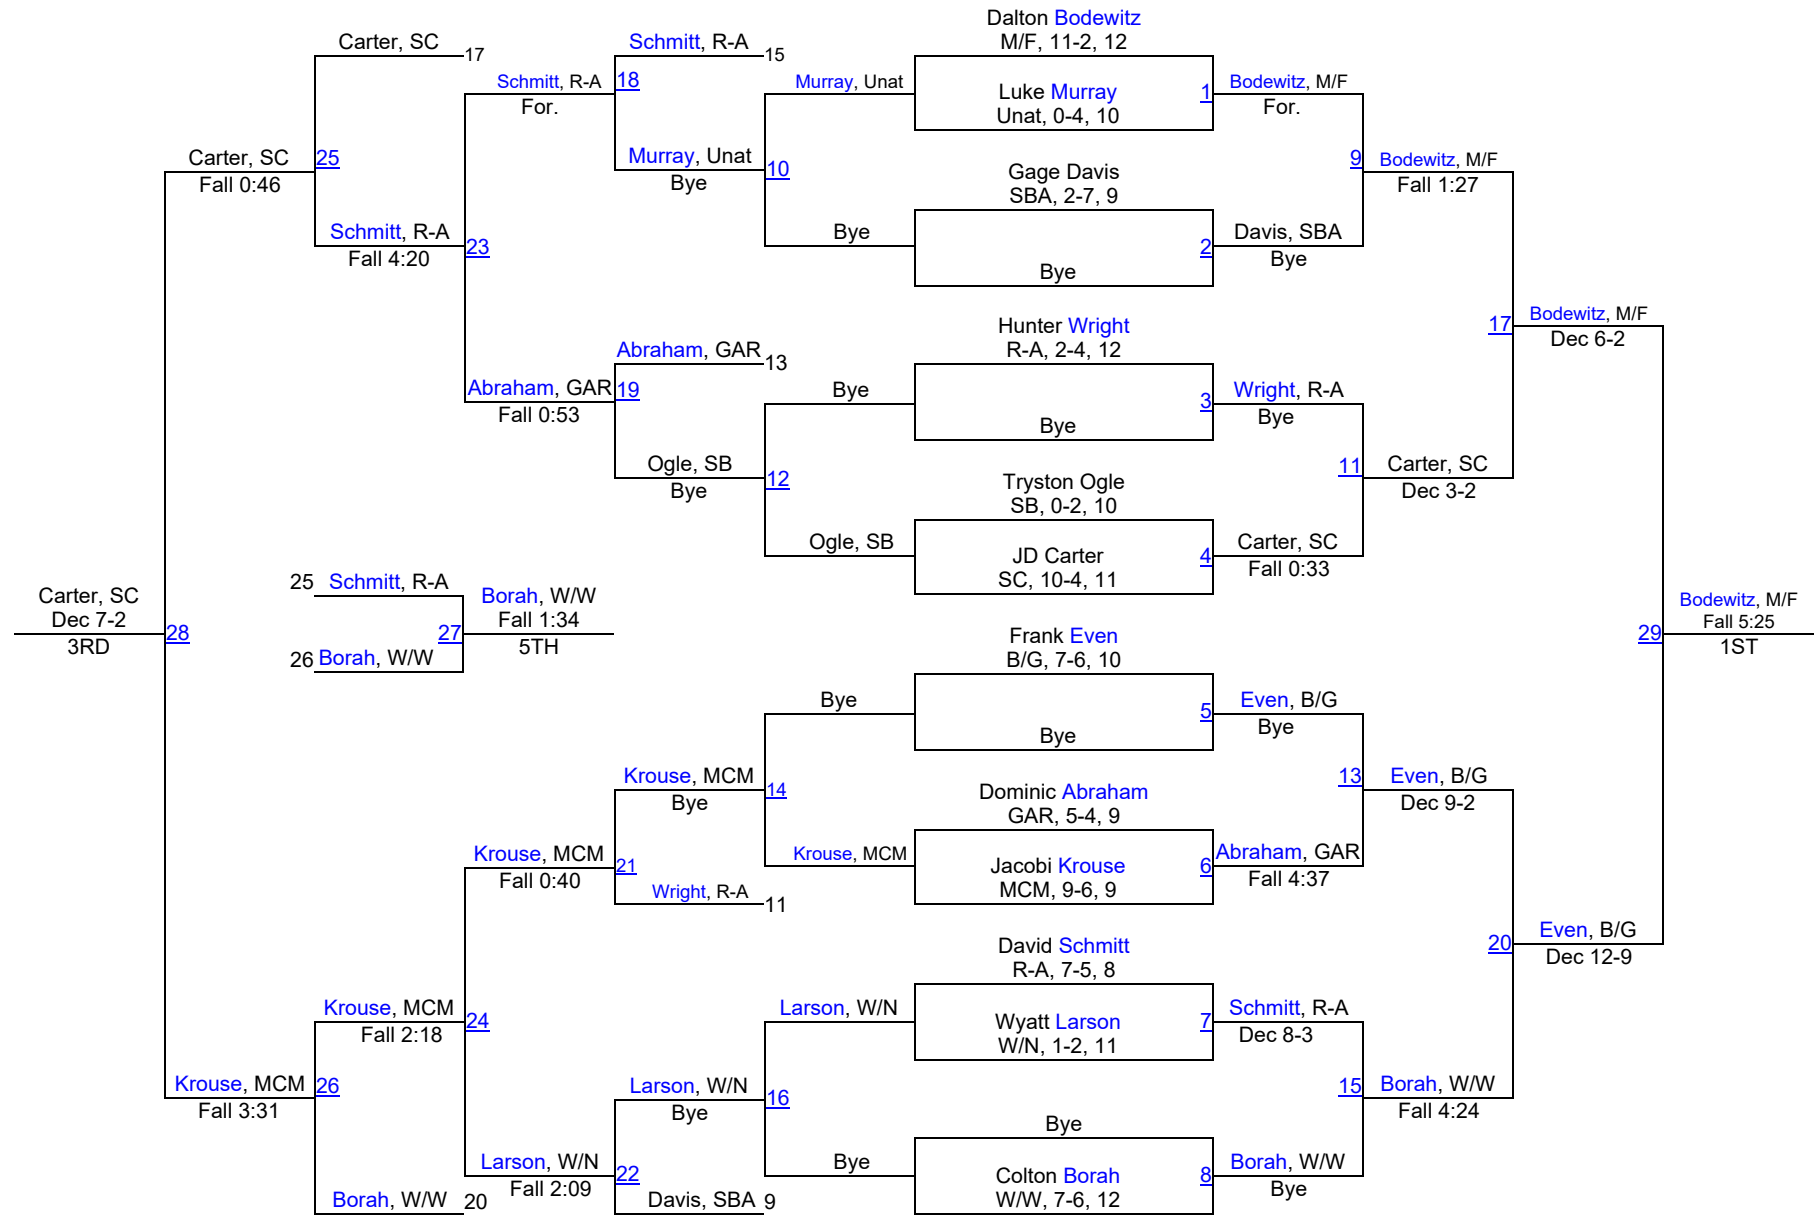 Dalton Bodewitz
M/F, 11-2, 12
Carter, SC
17
Schmitt, R-A
15
Schmitt, R-A
For.
18
Murray, Unat
Luke Murray
Unat, 0-4, 10
1
Bodewitz, M/F
For.
Carter, SC
Fall 0:46
25
Murray, Unat
Bye
10
Gage Davis
SBA, 2-7, 9
9
Bodewitz, M/F
Fall 1:27
Schmitt, R-A
Fall 4:20
23
Bye
Bye
2
Davis, SBA
Bye
Hunter Wright
R-A, 2-4, 12
17
Bodewitz, M/F
Dec 6-2
Abraham, GAR
13
Abraham, GAR
Fall 0:53
19
Bye
Bye
3
Wright, R-A
Bye
Ogle, SB
Bye
12
Tryston Ogle
SB, 0-2, 10
11
Carter, SC
Dec 3-2
Ogle, SB
JD Carter
SC, 10-4, 11
4
Carter, SC
Fall 0:33
Carter, SC
Dec 7-2
3RD
28
25
Schmitt, R-A
26
Borah, W/W
27
Borah, W/W
Fall 1:34
5TH
Frank Even
B/G, 7-6, 10
29
Bodewitz, M/F
Fall 5:25
1ST
Bye
Bye
5
Even, B/G
Bye
Krouse, MCM
Bye
14
Dominic Abraham
GAR, 5-4, 9
13
Even, B/G
Dec 9-2
Krouse, MCM
Fall 0:40
21
Krouse, MCM
Jacobi Krouse
MCM, 9-6, 9
6
Abraham, GAR
Fall 4:37
Wright, R-A
11
David Schmitt
R-A, 7-5, 8
20
Even, B/G
Dec 12-9
Krouse, MCM
Fall 2:18
24
Larson, W/N
Wyatt Larson
W/N, 1-2, 11
7
Schmitt, R-A
Dec 8-3
Krouse, MCM
Fall 3:31
26
Larson, W/N
Bye
16
Bye
15
Borah, W/W
Fall 4:24
Larson, W/N
Fall 2:09
22
Bye
Colton Borah
W/W, 7-6, 12
8
Borah, W/W
Bye
Borah, W/W
20
Davis, SBA
9